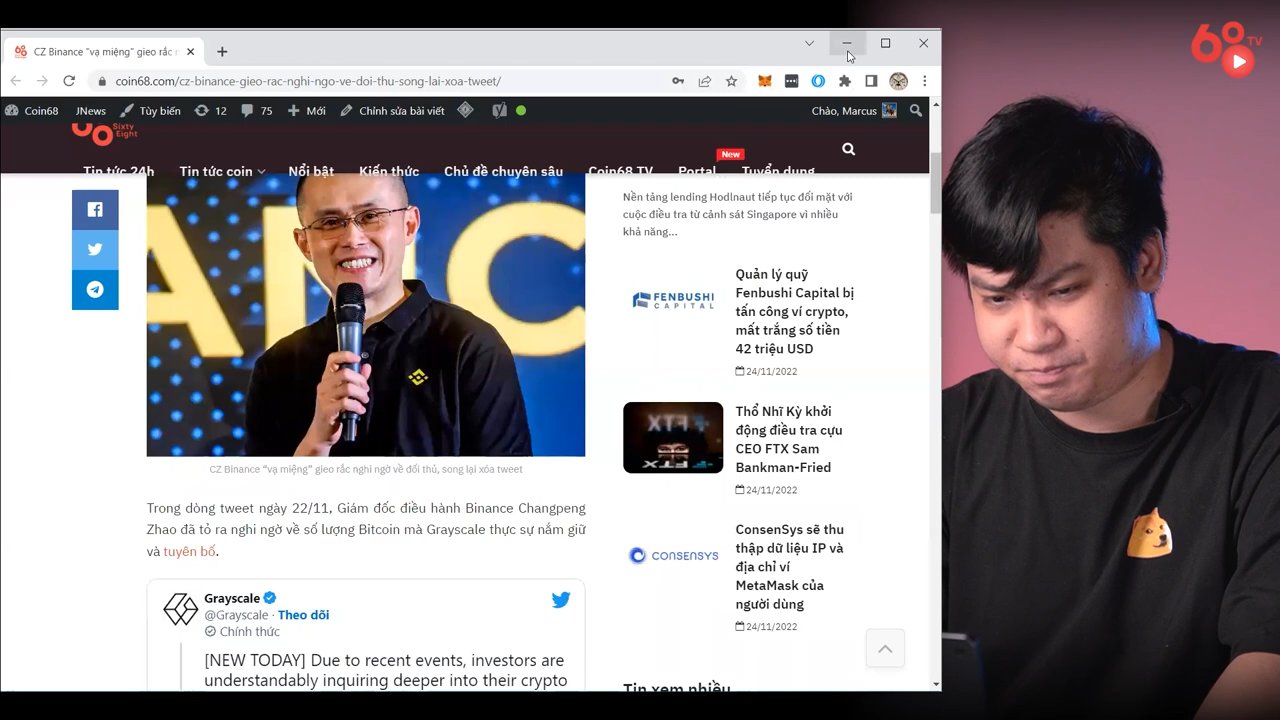 CZ Binance "vạ miệng" gieo rắc n
coin68.com/cz-binance-gieo-rac-nghi-ngo-ve-doi-thu-song-lai-xoa-tweet/
Coin68 JNews Tùy biến 12 75 Mới Chỉnh sửa bài viết Chào, Marcus
Sixty
Eight
New
Tin tức 24h Tin tức coin Nổi bật Kiến thức Chủ đề chuyên sâu Coin68 TV Portal Tuyển dụng
68 TV
AMC
CZ Binance "vạ miệng" gieo rắc nghi ngờ về đối thủ, song lại xóa tweet
Trong dòng tweet ngày 22/11, Giám đốc điều hành Binance Changpeng
Zhao đã tỏ ra nghi ngờ về số lượng Bitcoin mà Grayscale thực sự nắm giữ
và tuyên bố.
Grayscale
@Grayscale · Theo dõi
Chính thức
[NEW TODAY] Due to recent events, investors are
understandably inquiring deeper into their crypto
Nền tảng lending Hodlnaut tiếp tục đối mặt với
cuộc điều tra từ cảnh sát Singapore vì nhiều
khả năng...
FENBUSHI
CAPITAL
Quản lý quỹ
Fenbushi Capital bị
tấn công ví crypto,
mất trắng số tiền
42 triệu USD
24/11/2022
FTX
FTX
Thổ Nhĩ Kỳ khởi
động điều tra cựu
CEO FTX Sam
Bankman-Fried
24/11/2022
CONSENSYS
ConsenSys sẽ thu
thập dữ liệu IP và
địa chỉ ví
MetaMask của
người dùng
24/11/2022
Tin xem nhiều